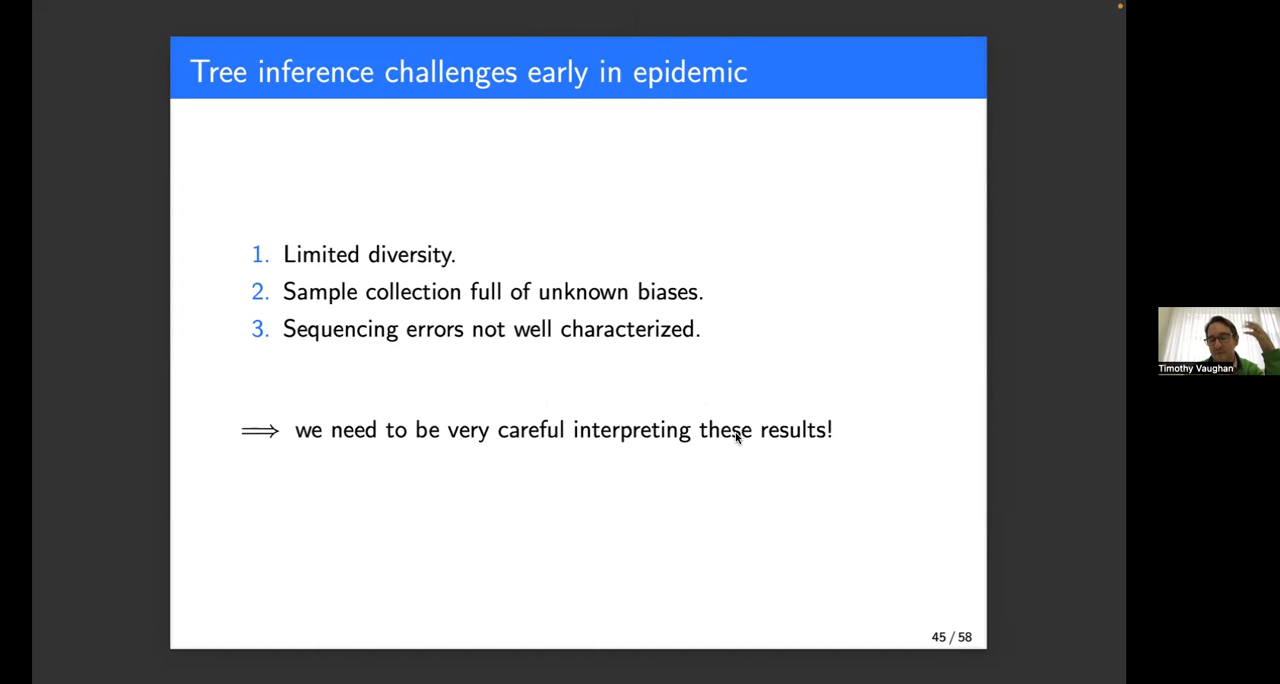 Tree inference challenges early in epidemic
1. Limited diversity.
2. Sample collection full of unknown biases.
3. Sequencing errors not well characterized.
⟹ we need to be very careful interpreting these results!
Timothy Vaughan
45 / 58